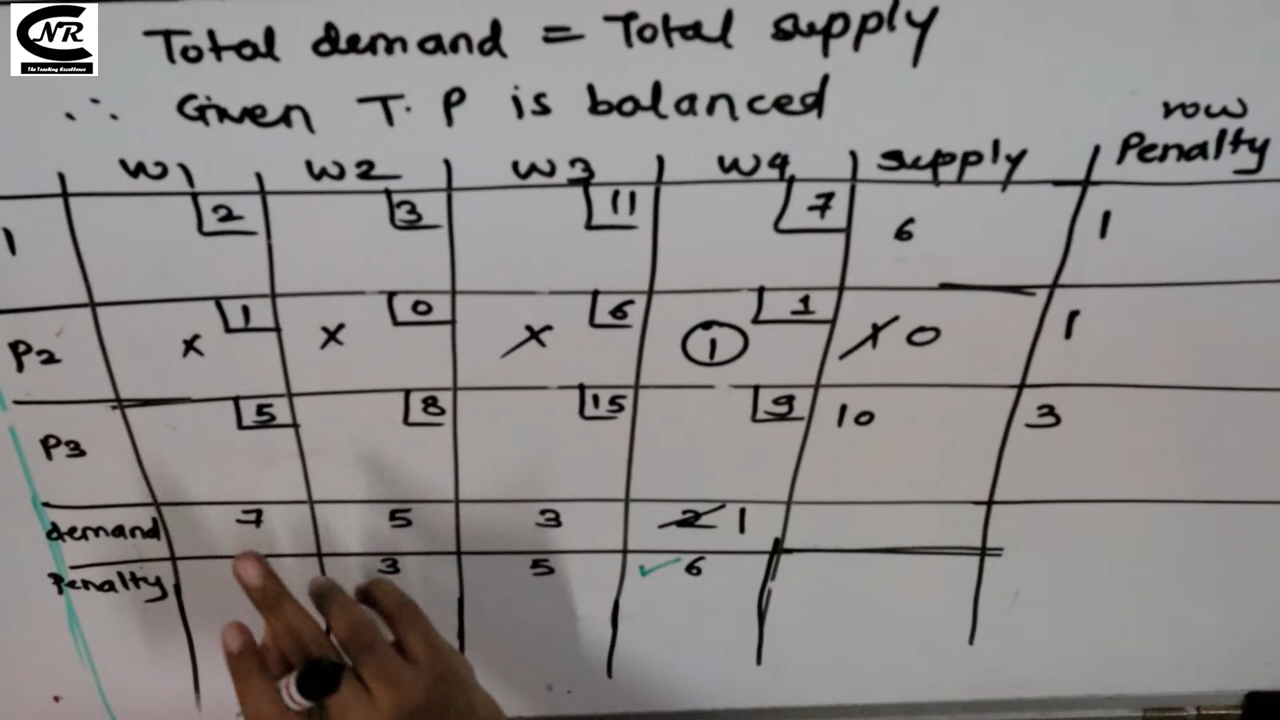 CNR
The Teaching Excellence
Total demand = Total supply
∴ Given T.P is balanced
W1 W2 W3 W4 supply row Penalty
1 2 3 11 7 6 1
P2 x 1 x 0 x 6 1 1 1 0 1
P3 5 8 15 9 10 3
demand 7 5 3 2 1
Penalty 3 5 ✓ 6